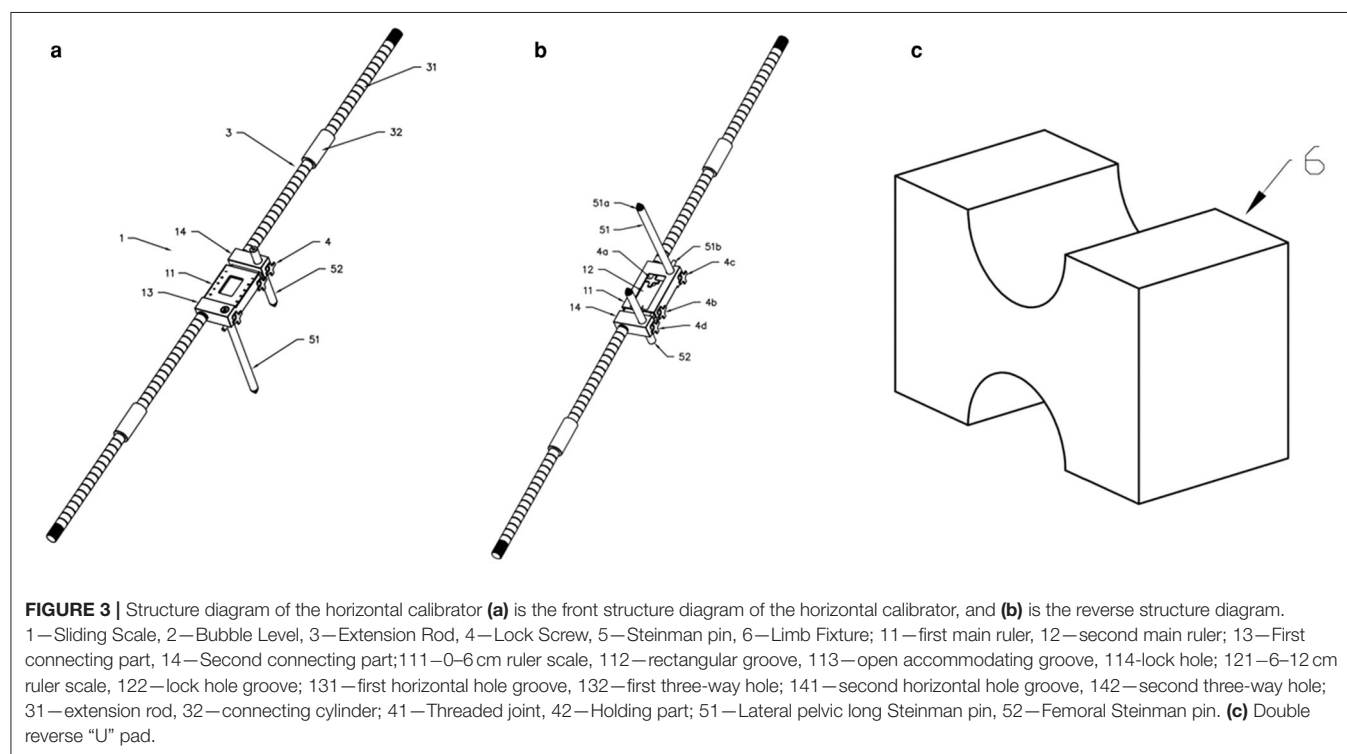 a
b
c
31
32
3
14
4
1
52
11
13
51
51a
51
51b
4a
4c
12
11
4b
14
4d
52
6
FIGURE 3 | Structure diagram of the horizontal calibrator (a) is the front structure diagram of the horizontal calibrator, and (b) is the reverse structure diagram.
1—Sliding Scale, 2—Bubble Level, 3—Extension Rod, 4—Lock Screw, 5—Steinman pin, 6—Limb Fixture; 11—first main ruler, 12—second main ruler; 13—First
connecting part, 14—Second connecting part;111—0–6 cm ruler scale, 112—rectangular groove, 113—open accommodating groove, 114-lock hole; 121—6–12 cm
ruler scale, 122—lock hole groove; 131—first horizontal hole groove, 132—first three-way hole; 141—second horizontal hole groove, 142—second three-way hole;
31—extension rod, 32—connecting cylinder; 41—Threaded joint, 42—Holding part; 51—Lateral pelvic long Steinman pin, 52—Femoral Steinman pin. (c) Double
reverse “U” pad.